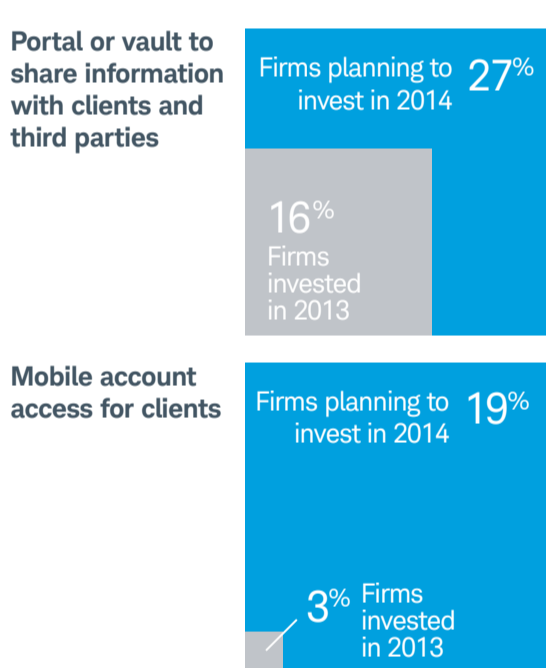 Portal or vault to
share information
with clients and
third parties
Firms planning to
invest in 2014
27%
16%
Firms
invested
in 2013
Mobile account
access for clients
Firms planning to
invest in 2014
19%
3%
Firms
invested
in 2013